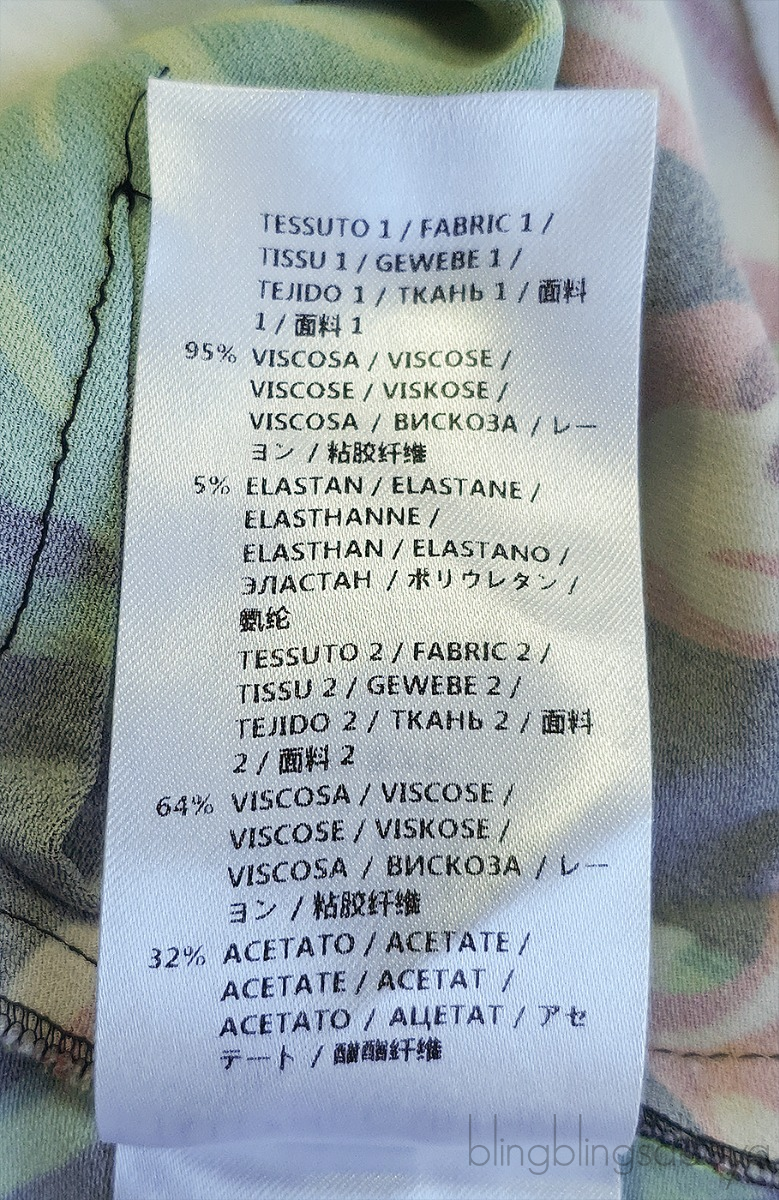 TESSUTO 1 / FABRIC 1 /
TISSU 1 / GEWEBE 1 /
TEJIDO 1 / ТКАНЬ 1 / 面料
1 / 面料 1
95% VISCOSA / VISCOSE /
VISCOSE / VISKOSE /
VISCOSA / ВИСКОЗА / レー
ヨン / 粘胶纤维
5% ELASTAN / ELASTANE /
ELASTHANNE /
ELASTHAN / ELASTANO /
ЭЛАСТАН / ポリウレタン /
氨纶
TESSUTO 2 / FABRIC 2 /
TISSU 2 / GEWEBE 2 /
TEJIDO 2 / ТКАНЬ 2 / 面料
2 / 面料 2
64% VISCOSA / VISCOSE /
VISCOSE / VISKOSE /
VISCOSA / ВИСКОЗА / レー
ヨン / 粘胶纤维
32% ACETATO / ACETATE /
ACETATE / ACETAT /
ACETATO / АЦЕТАТ / アセ
テート / 醋酯纤维